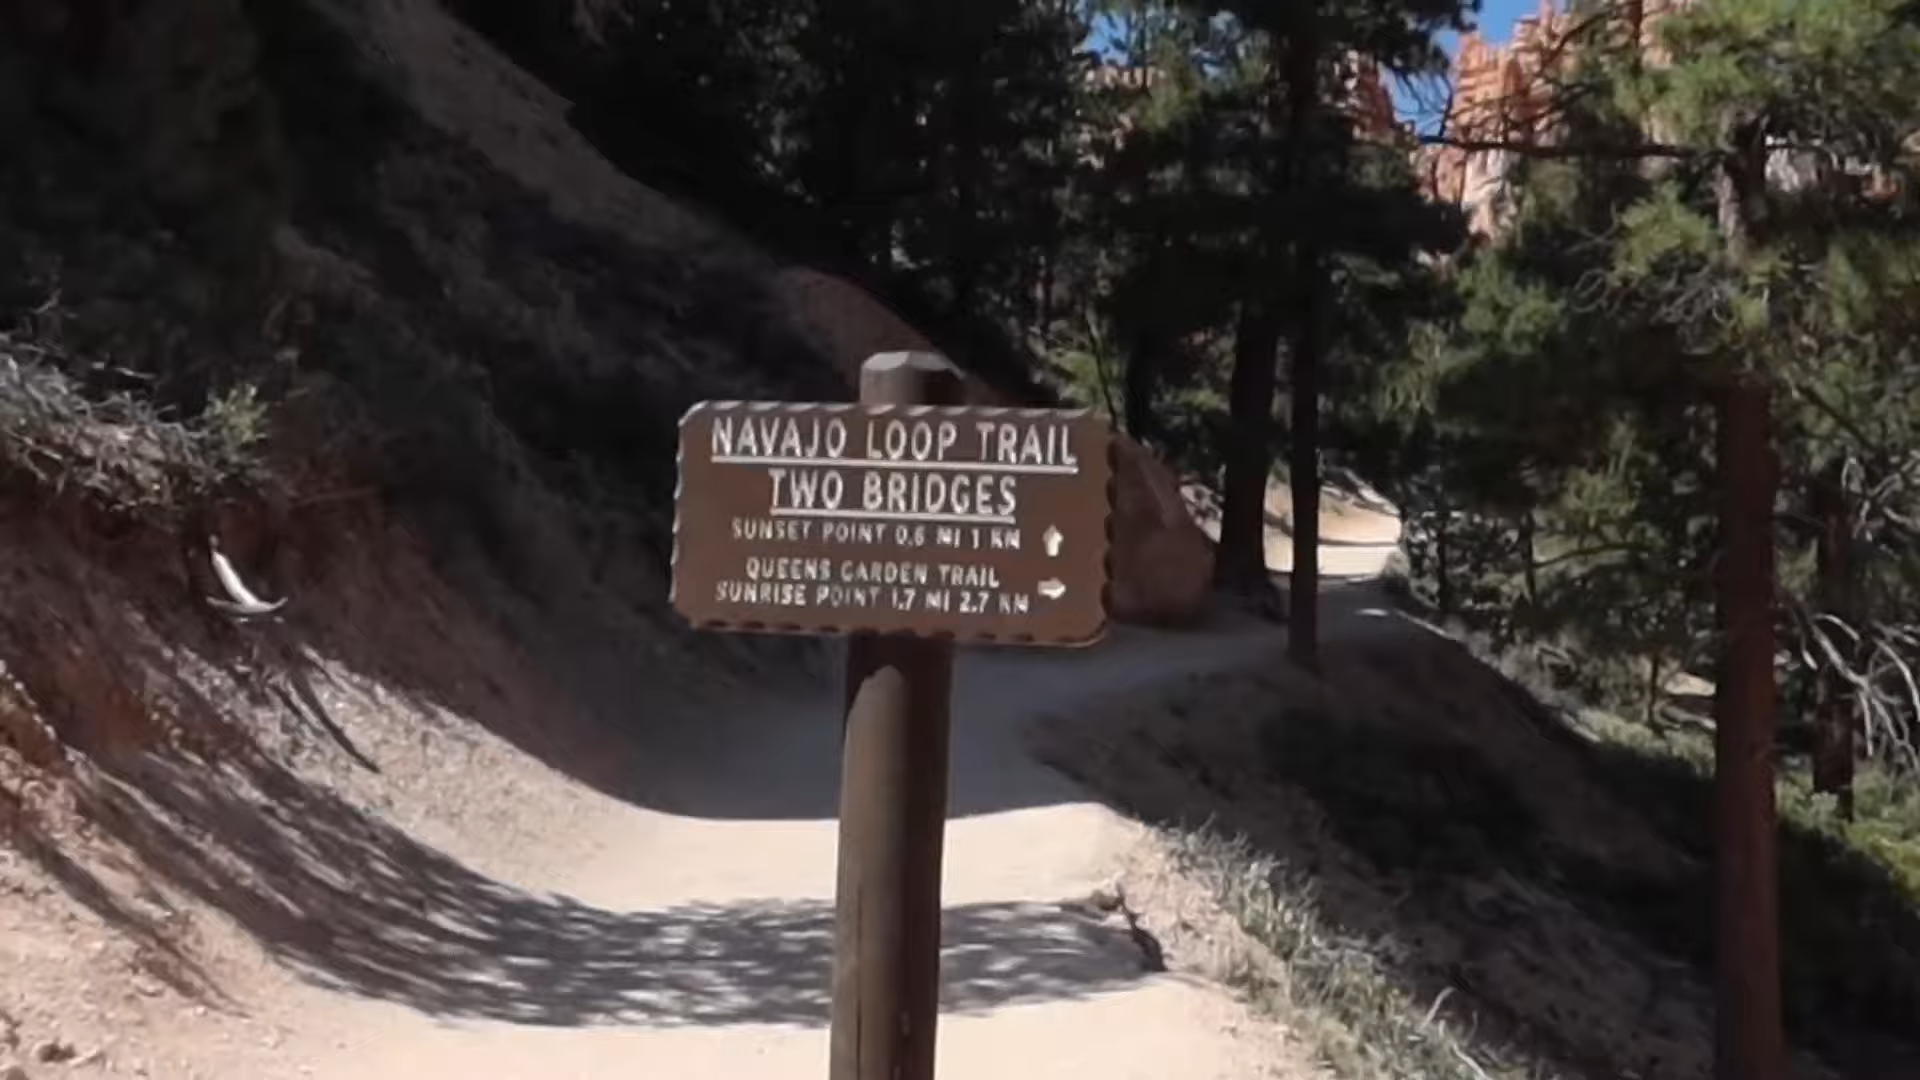 NAVAJO LOOP TRAIL
TWO BRIDGES
SUNSET POINT 0.6 MI 1 KM
QUEENS GARDEN TRAIL
SUNRISE POINT 1.7 MI 2.7 KM